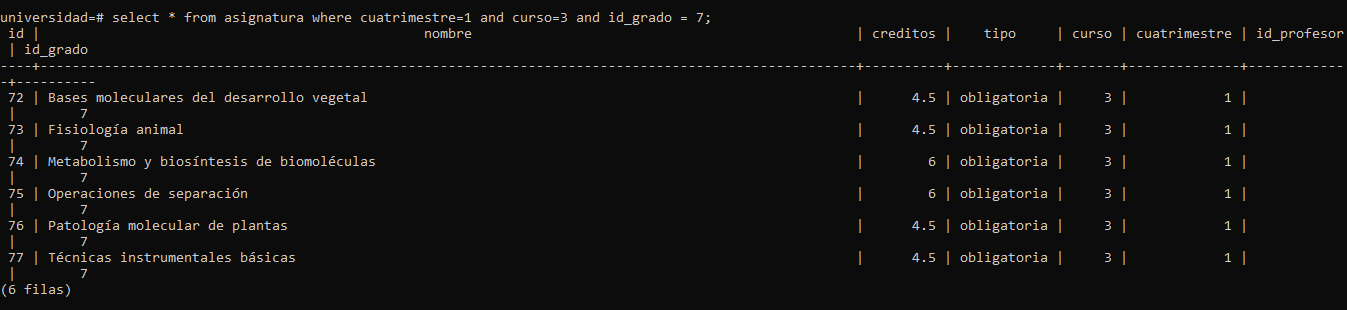 universidad=# select * from asignatura where cuatrimestre=1 and curso=3 and id_grado = 7;
 id |                                                nombre                                                | creditos |    tipo     | curso | cuatrimestre | id_profesor
 | id_grado
----+------------------------------------------------------------------------------------------------------+----------+-------------+-------+--------------+------------
-+----------
 72 | Bases moleculares del desarrollo vegetal                                                             |      4.5 | obligatoria |     3 |            1 |
 |        7
 73 | Fisiología animal                                                                                    |      4.5 | obligatoria |     3 |            1 |
 |        7
 74 | Metabolismo y biosíntesis de biomoléculas                                                            |        6 | obligatoria |     3 |            1 |
 |        7
 75 | Operaciones de separación                                                                            |        6 | obligatoria |     3 |            1 |
 |        7
 76 | Patología molecular de plantas                                                                       |      4.5 | obligatoria |     3 |            1 |
 |        7
 77 | Técnicas instrumentales básicas                                                                      |      4.5 | obligatoria |     3 |            1 |
 |        7
(6 filas)